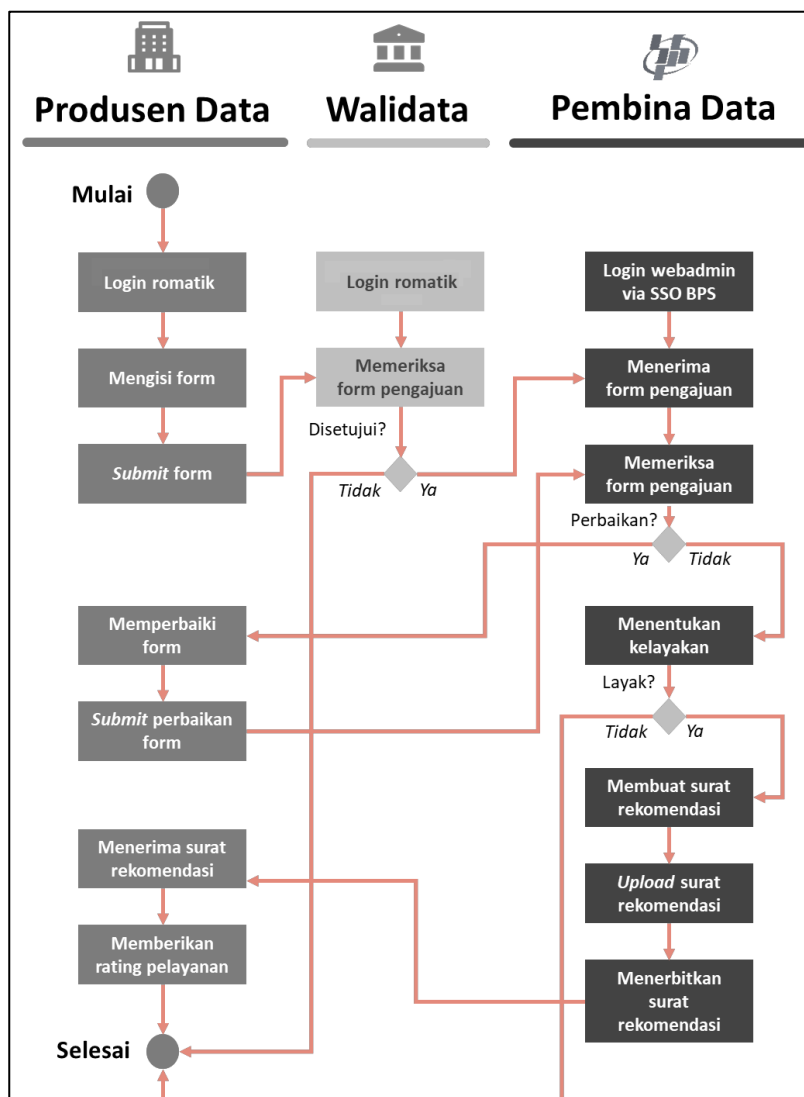 Produsen Data
Walidata
Pembina Data
Mulai
Login romatik
Login romatik
Login webadmin
via SSO BPS
Mengisi form
Memeriksa
form pengajuan
Menerima
form pengajuan
Submit form
Disetujui?
Tidak
Ya
Memeriksa
form pengajuan
Perbaikan?
Ya
Tidak
Memperbaiki
form
Menentukan
kelayakan
Layak?
Submit perbaikan
form
Tidak
Ya
Membuat surat
rekomendasi
Menerima surat
rekomendasi
Upload surat
rekomendasi
Memberikan
rating pelayanan
Menerbitkan
surat
rekomendasi
Selesai